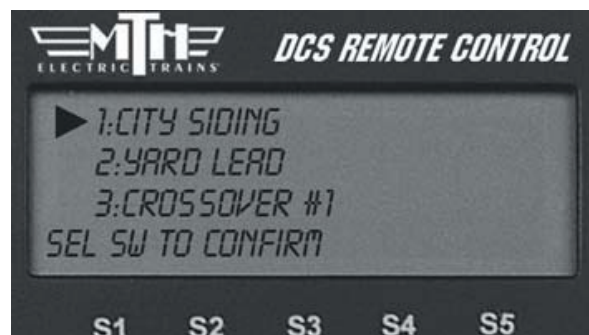 MTH
ELECTRIC TRAINS
DCS REMOTE CONTROL
▶ 1:CITY SIDING
2:YARD LEAD
3:CROSSOVER #1
SEL SW TO CONFIRM
S1 S2 S3 S4 S5